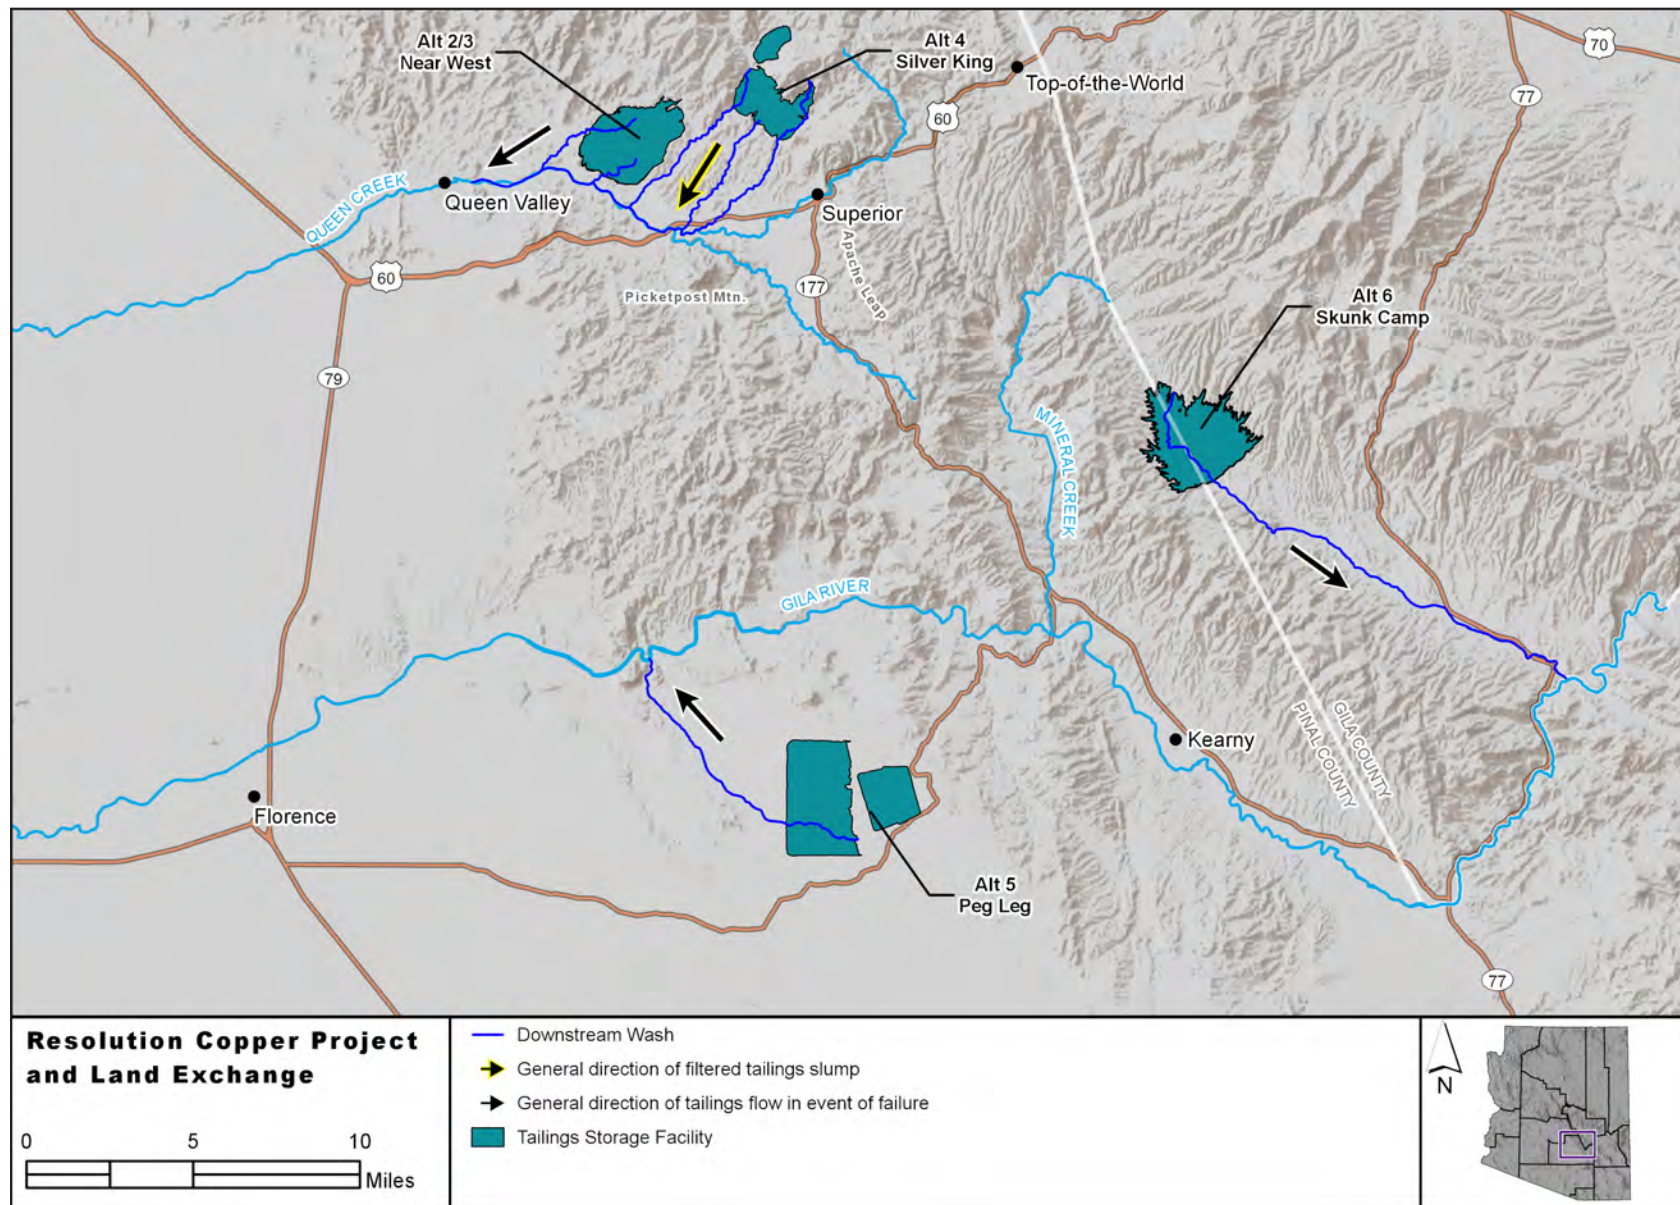 Alt 2/3
Near West
Alt 4
Silver King
70
Top-of-the-World
77
60
QUEEN CREEK
Queen Valley
Superior
Apache Leap
60
Picketpost Mtn.
177
Alt 6
Skunk Camp
79
MINERAL CREEK
GILA RIVER
GILA COUNTY
PINAL COUNTY
Kearny
Florence
Alt 5
Peg Leg
77
Resolution Copper Project
and Land Exchange
0 5 10
Miles
Downstream Wash
General direction of filtered tailings slump
General direction of tailings flow in event of failure
Tailings Storage Facility
N